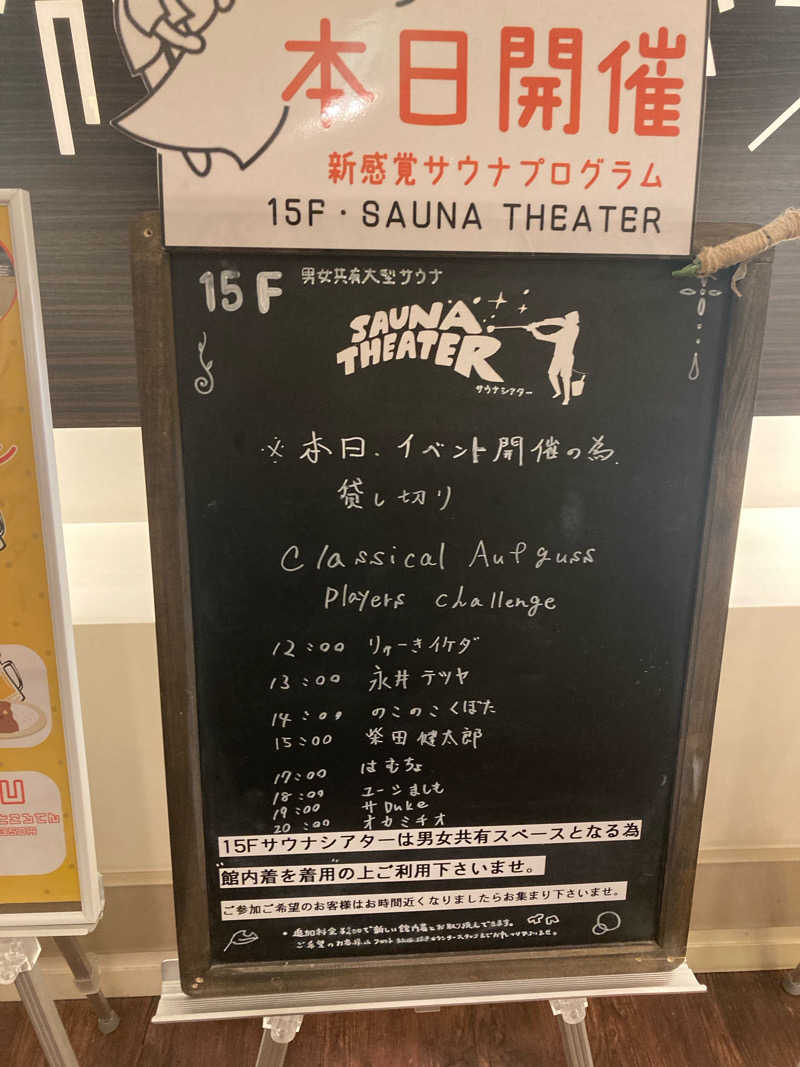 本日開催
新感覚サウナプログラム
15F・SAUNA THEATER
15F 男女共有大型サウナ
SAUNA
THEATER
サウナシアター
※本日、イベント開催の為
貸し切り
Classical Aufguss
Players challenge
12:00 りゅーきイケダ
13:00 永井テツヤ
14:00 のこのこくぼた
15:00 柴田健太郎
17:00 はむちょ
18:00 ユージましも
19:00 サDuke
20:00 オカミチオ
15Fサウナシアターは男女共有スペースとなる為
館内着を着用の上ご利用下さいませ。
ご参加ご希望のお客様はお時間近くなりましたらお集まり下さいませ。